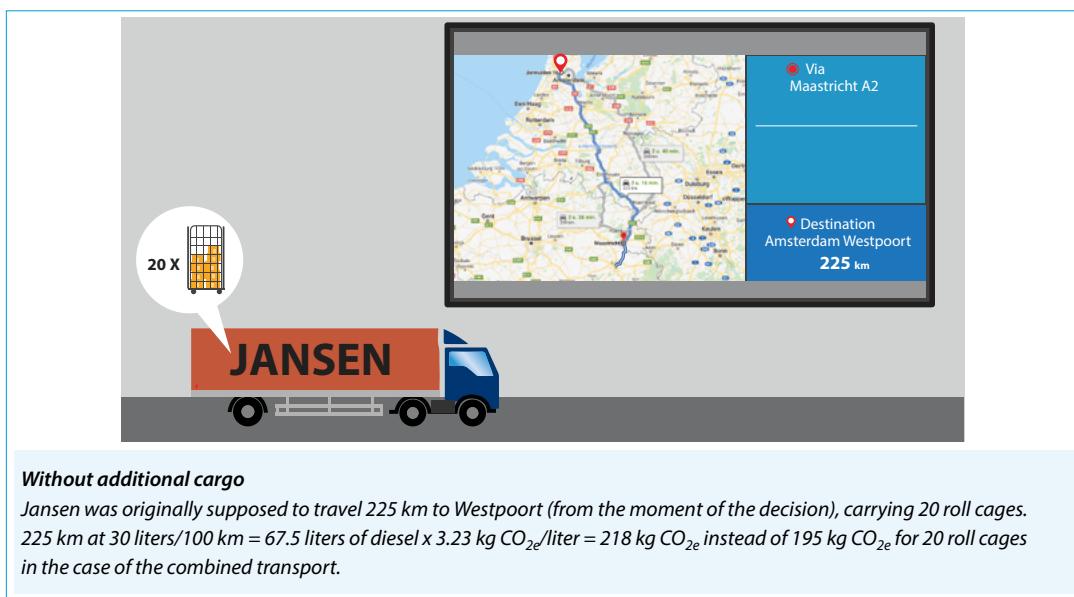 Via
Maastricht A2
Destination
Amsterdam Westpoort
225 km
20 X
JANSEN
Without additional cargo
Jansen was originally supposed to travel 225 km to Westpoort (from the moment of the decision), carrying 20 roll cages.
225 km at 30 liters/100 km = 67.5 liters of diesel x 3.23 kg CO2e/liter = 218 kg CO2e instead of 195 kg CO2e for 20 roll cages
in the case of the combined transport.